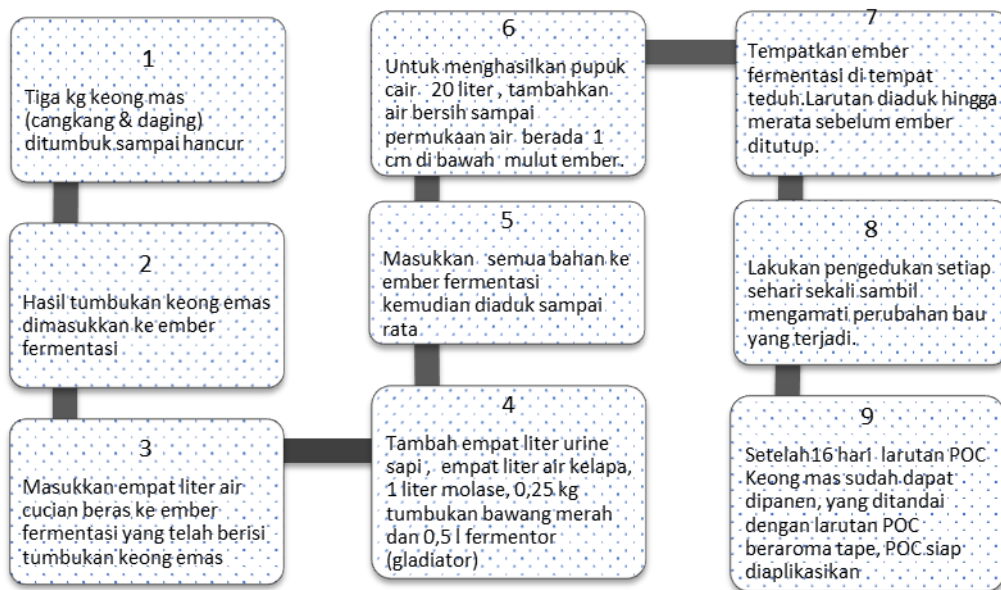 1
Tiga kg keong mas
(cangkang & daging)
ditumbuk sampai hancur
2
Hasil tumbukan keong emas
dimasukkan ke ember
fermentasi
3
Masukkan empat liter air
cucian beras ke ember
fermentasi yang telah berisi
tumbukan keong emas
4
Tambah empat liter urine
sapi , empat liter air kelapa,
1 liter molase, 0,25 kg
tumbukan bawang merah
dan 0,5 l fermentor
(gladiator)
5
Masukkan semua bahan ke
ember fermentasi
kemudian diaduk sampai
rata
6
Untuk menghasilkan pupuk
cair 20 liter , tambahkan
air bersih sampai
permukaan air berada 1
cm di bawah mulut ember.
7
Tempatkan ember
fermentasi di tempat
teduh.Larutan diaduk hingga
merata sebelum ember
ditutup.
8
Lakukan pengedukan setiap
sehari sekali sambil
mengamati perubahan bau
yang terjadi.
9
Setelah16 hari larutan POC
Keong mas sudah dapat
dipanen, yang ditandai
dengan larutan POC
beraroma tape, POC siap
diaplikasikan